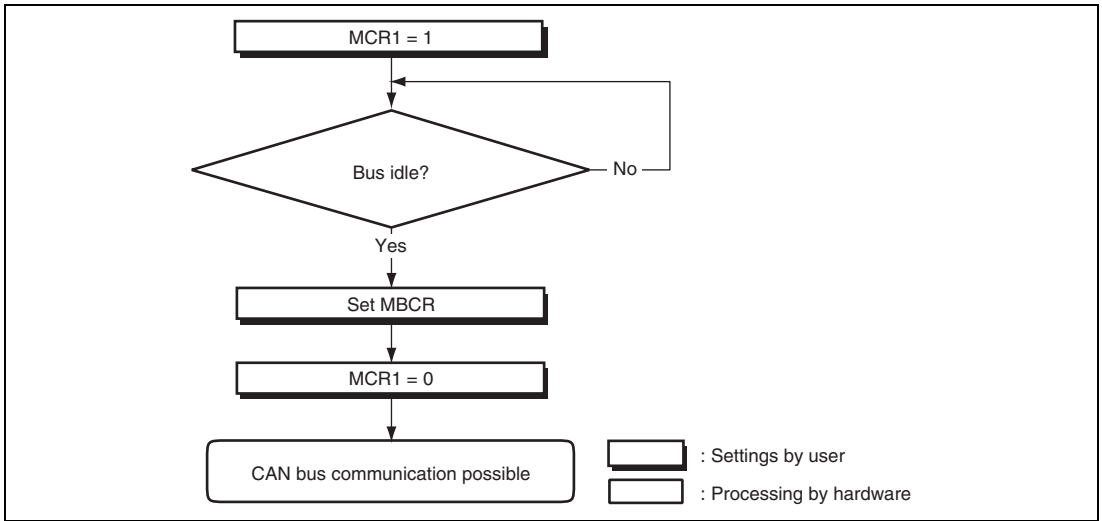 MCR1 = 1
Bus idle?
No
Yes
Set MBCR
MCR1 = 0
CAN bus communication possible
: Settings by user
: Processing by hardware